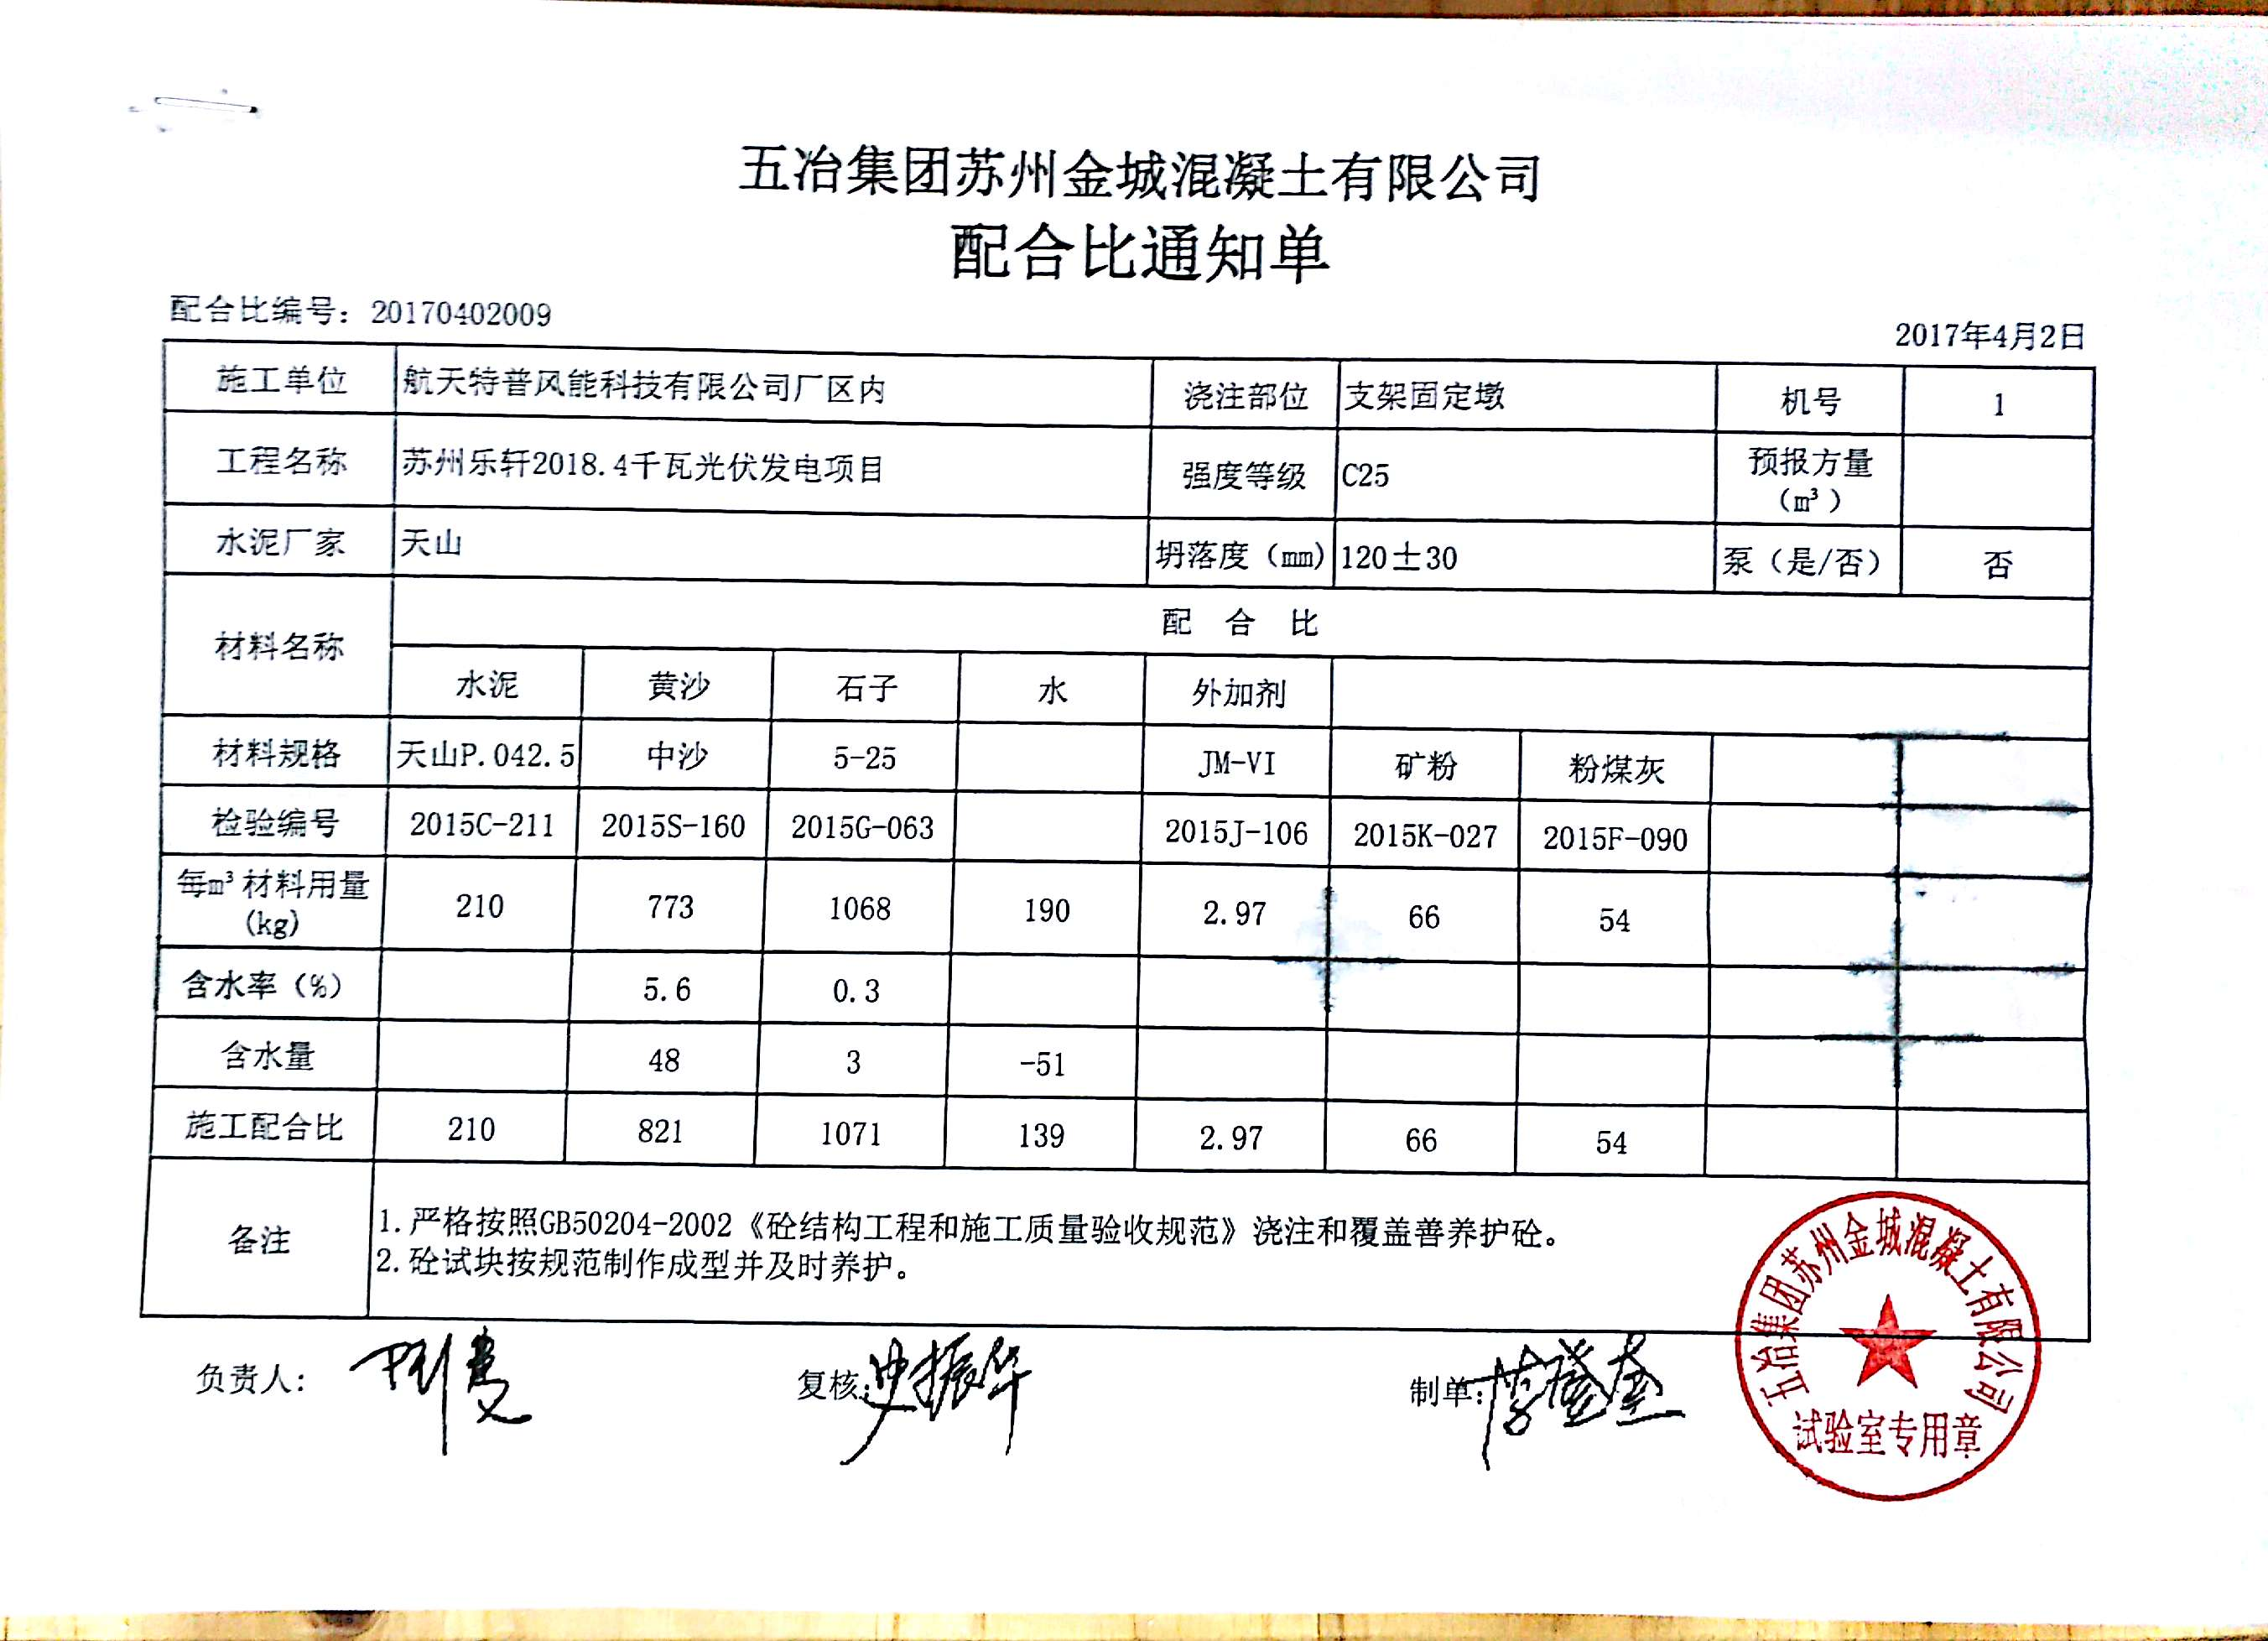 五冶集团苏州金城混凝土有限公司
配合比通知单
配合比编号：20170402009
2017年4月2日
施工单位 航天特普风能科技有限公司厂区内 浇注部位 支架固定墩 机号 1
工程名称 苏州乐轩2018.4千瓦光伏发电项目 强度等级 C25 预报方量（m³）
水泥厂家 天山 坍落度（mm） 120±30 泵（是/否） 否
材料名称 配 合 比
水泥 黄沙 石子 水 外加剂
材料规格 天山P.042.5 中沙 5-25 JM-VI 矿粉 粉煤灰
检验编号 2015C-211 2015S-160 2015G-063 2015J-106 2015K-027 2015F-090
每m³材料用量(kg) 210 773 1068 190 2.97 66 54
含水率（%） 5.6 0.3
含水量 48 3 -51
施工配合比 210 821 1071 139 2.97 66 54
备注
1.严格按照GB50204-2002《砼结构工程和施工质量验收规范》浇注和覆盖善养护砼。
2.砼试块按规范制作成型并及时养护。
负责人： 复核：史振华 制单：
五冶集团苏州金城混凝土有限公司
试验室专用章